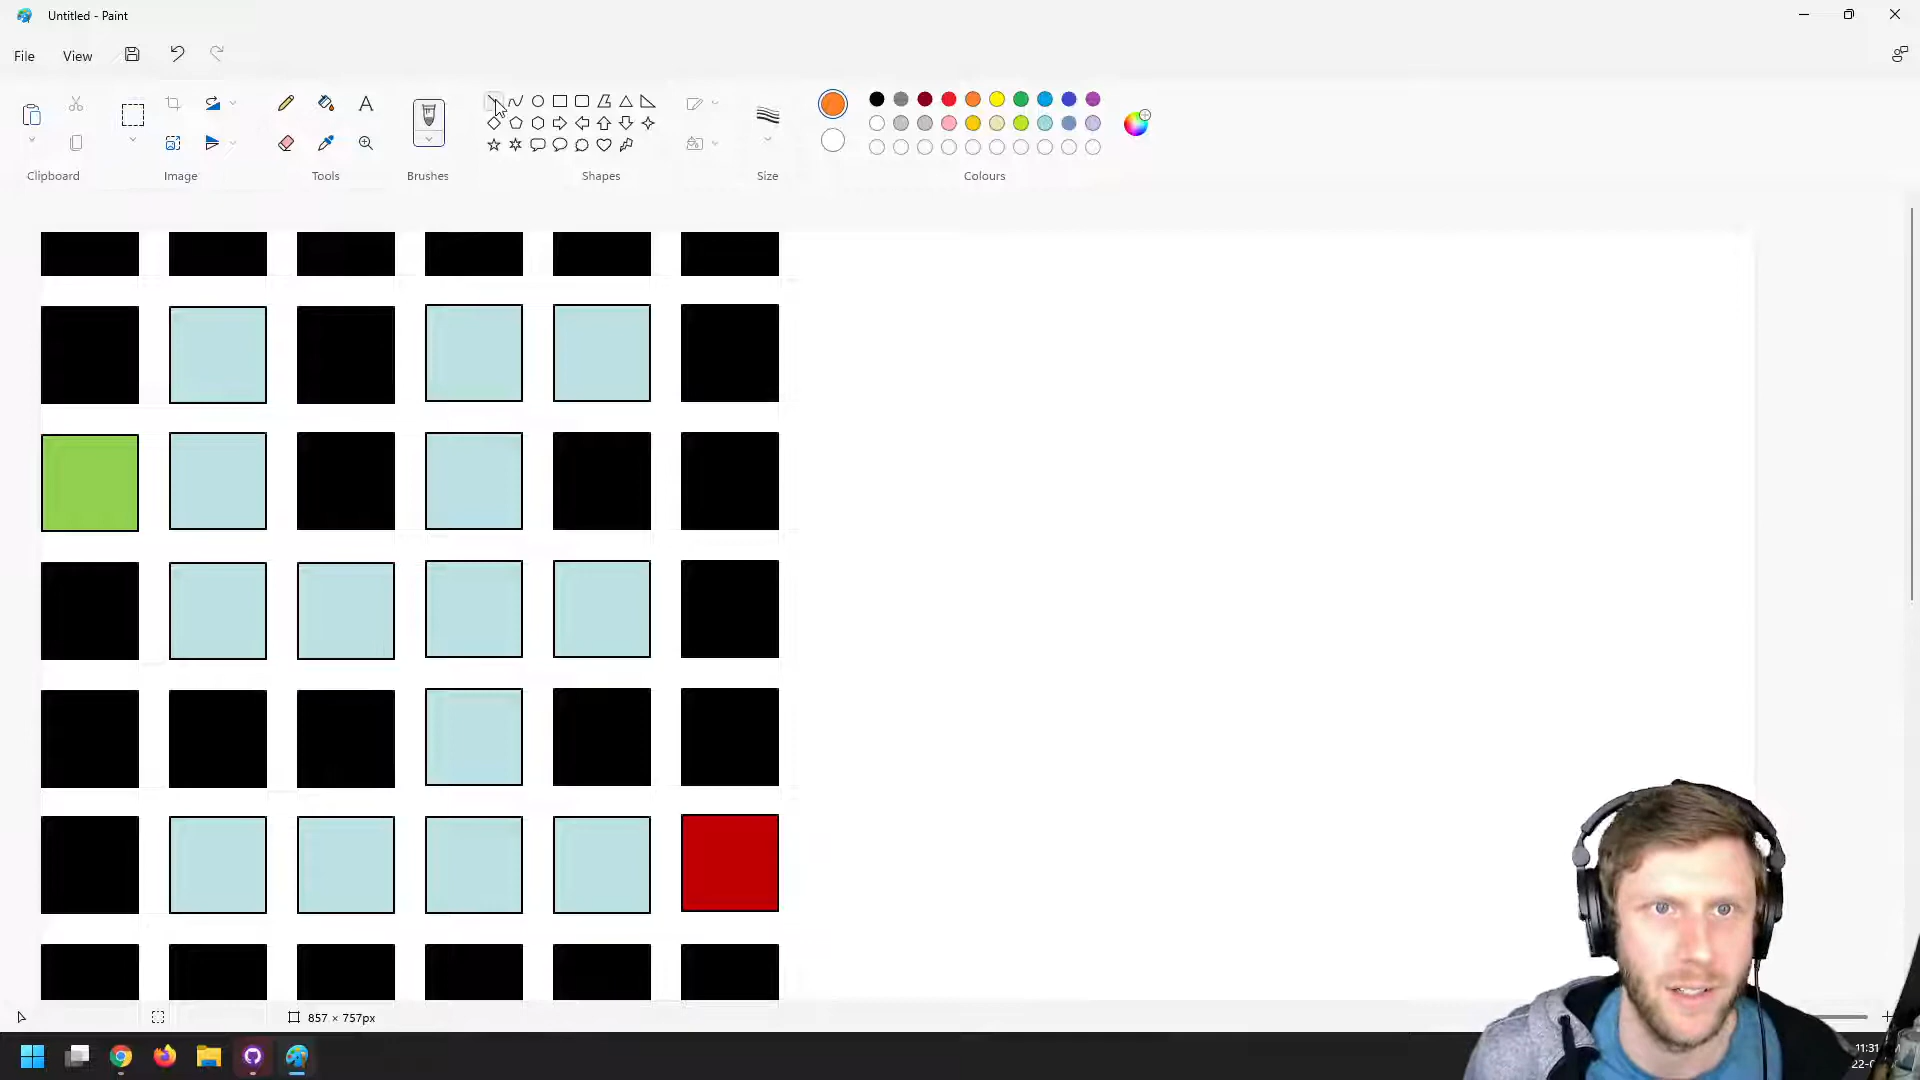 Untitled - Paint
File View
Clipboard Image Tools Brushes Shapes Size Colours
857 × 757px
11:31